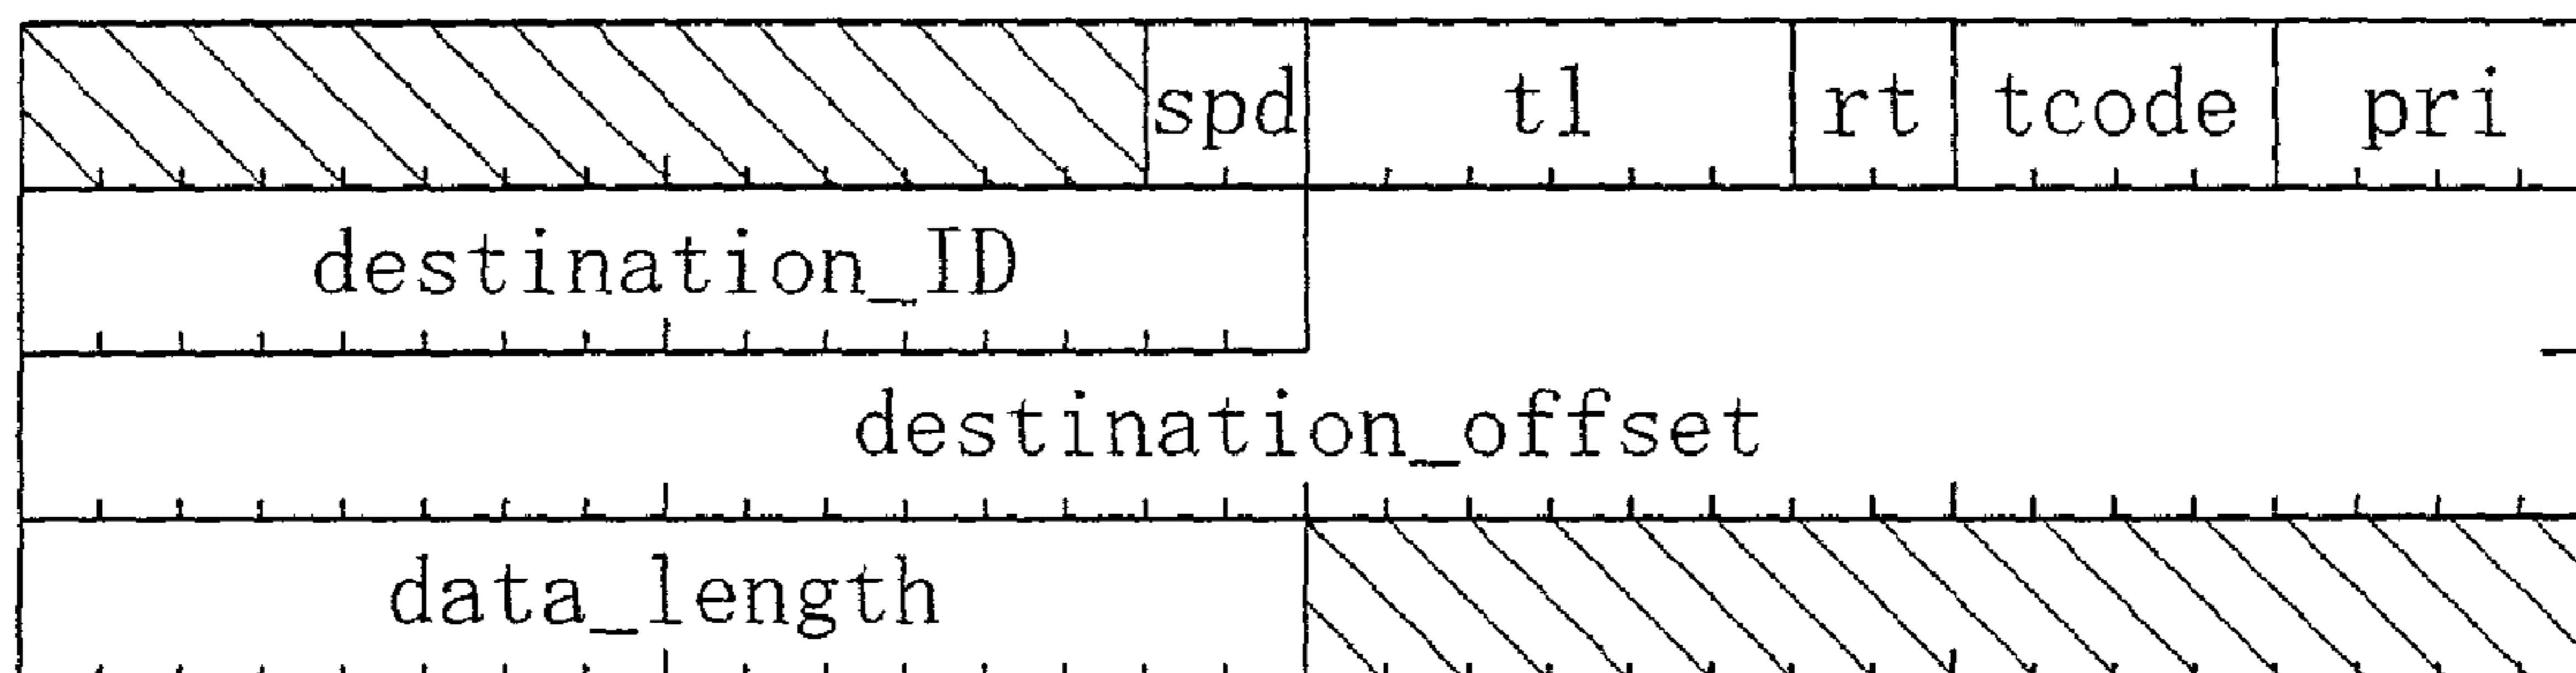 spd tl rt tcode pri
destination_ID
destination_offset
data_length